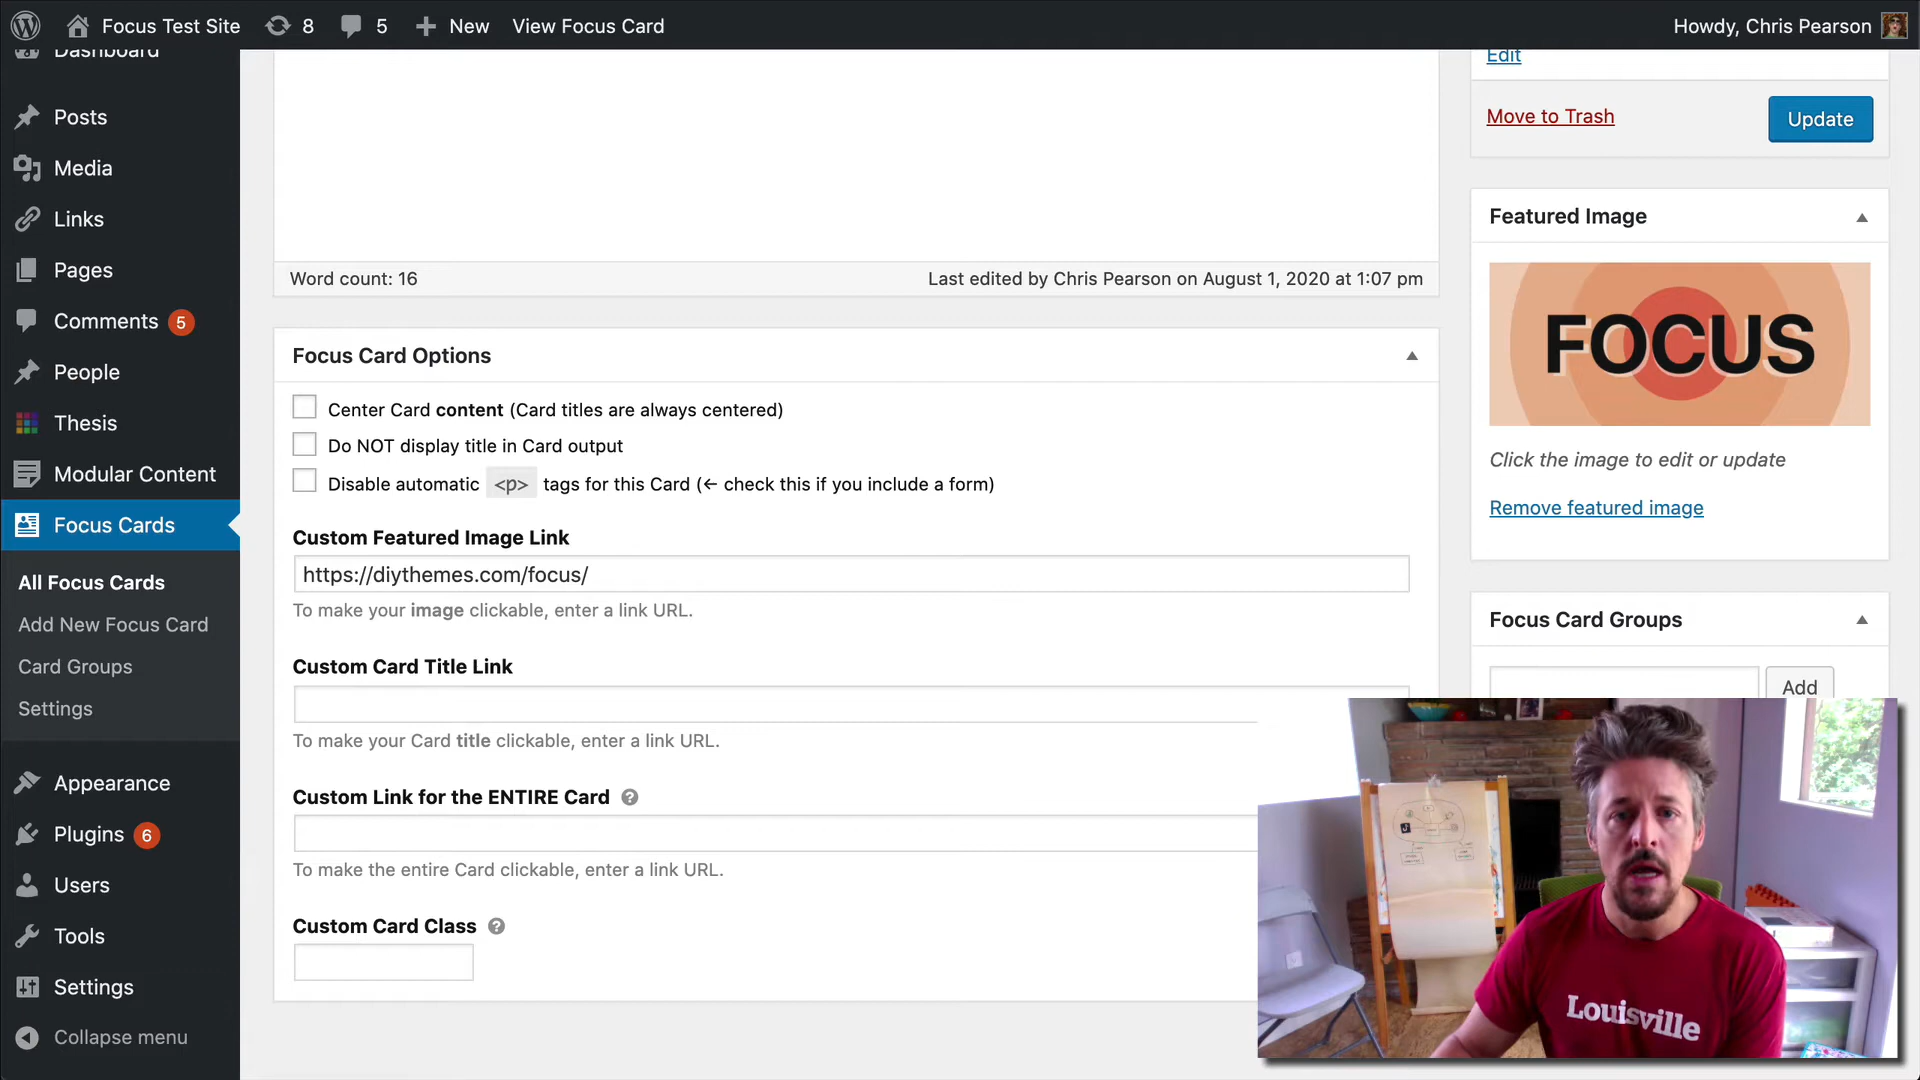 Focus Test Site
8
5
New
View Focus Card
Howdy, Chris Pearson
Dashboard
Posts
Media
Links
Pages
Comments 5
People
Thesis
Modular Content
Focus Cards
All Focus Cards
Add New Focus Card
Card Groups
Settings
Appearance
Plugins 6
Users
Tools
Settings
Collapse menu
Word count: 16
Last edited by Chris Pearson on August 1, 2020 at 1:07 pm
Focus Card Options
Center Card content (Card titles are always centered)
Do NOT display title in Card output
Disable automatic <p> tags for this Card (← check this if you include a form)
Custom Featured Image Link
https://diythemes.com/focus/
To make your image clickable, enter a link URL.
Custom Card Title Link
To make your Card title clickable, enter a link URL.
Custom Link for the ENTIRE Card ?
To make the entire Card clickable, enter a link URL.
Custom Card Class ?
Edit
Move to Trash
Update
Featured Image
FOCUS
Click the image to edit or update
Remove featured image
Focus Card Groups
Add
Louisville